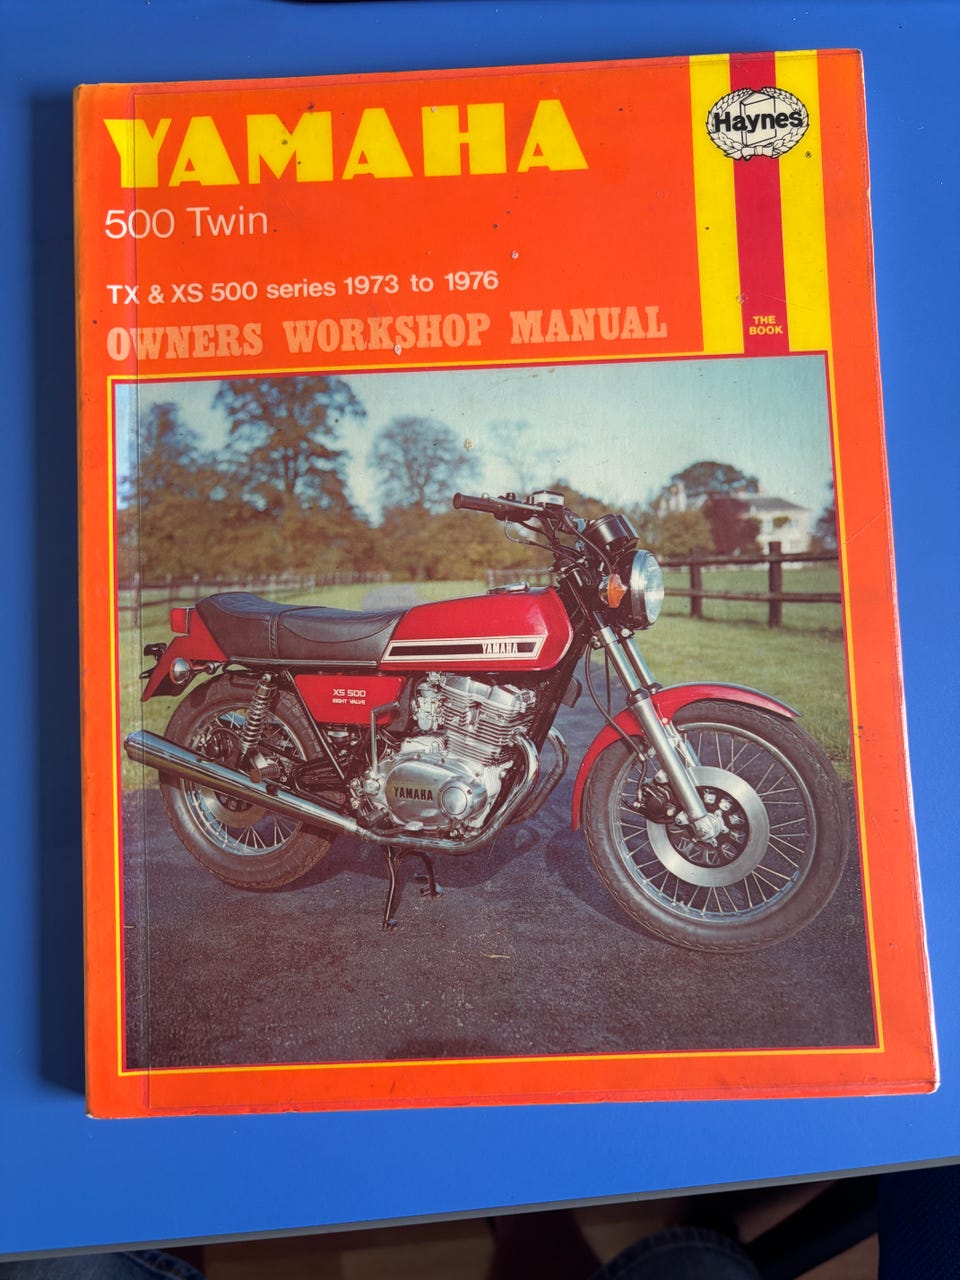 YAMAHA
Haynes
®
500 Twin
TX & XS 500 series 1973 to 1976
OWNERS WORKSHOP MANUAL
THE
BOOK
YAMAHA
XS 500
EIGHT VALVE
YAMAHA